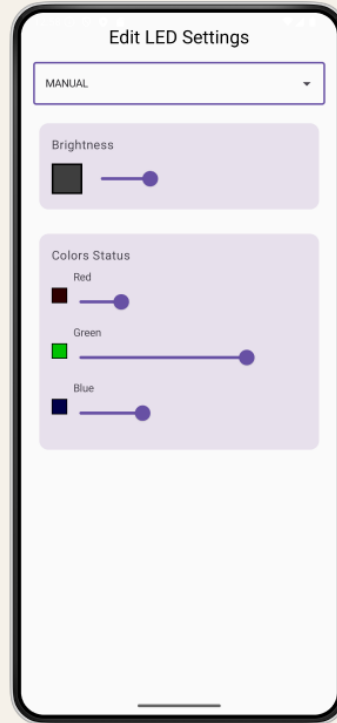 Edit LED Settings
MANUAL
Brightness
Colors Status
Red
Green
Blue